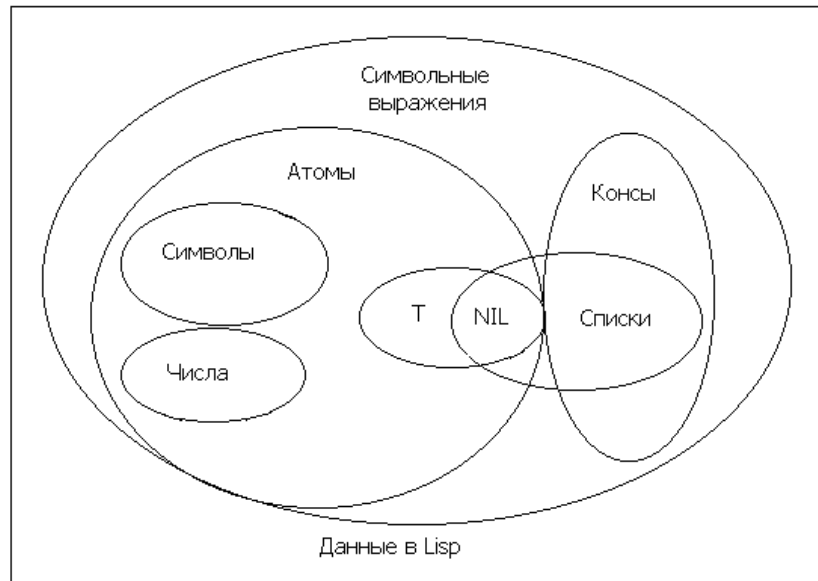 Символьные
выражения
Атомы
Консы
Символы
T
NIL
Списки
Числа
Данные в Lisp